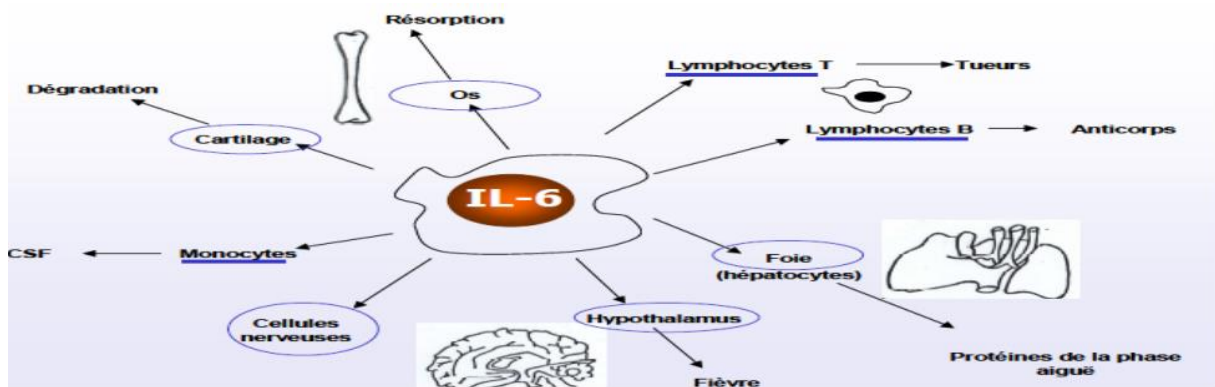 Résorption
Lymphocytes T
Tueurs
Dégradation
Os
Lymphocytes B
Anticorps
Cartilage
IL-6
CSF
Monocytes
Foie
(hépatocytes)
Cellules
nerveuses
Hypothalamus
Protéines de la phase
aiguë
Fièvre